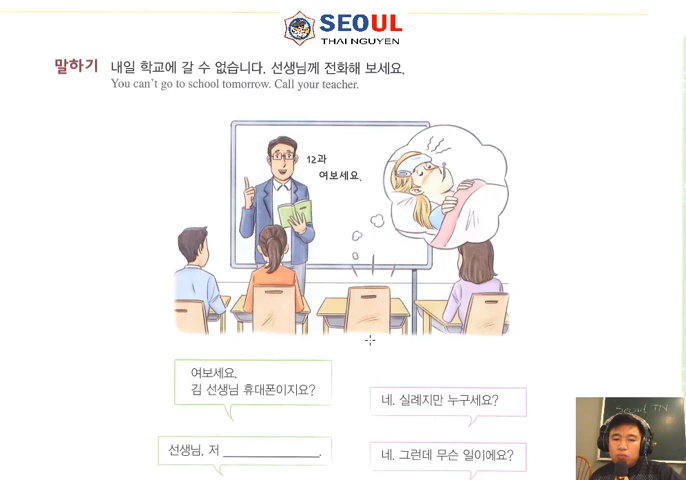 SEOUL
THAI NGUYEN
말하기 내일 학교에 갈 수 없습니다. 선생님께 전화해 보세요.
You can't go to school tomorrow. Call your teacher.
12과
여보세요.
여보세요.
김 선생님 휴대폰이지요?
네. 실례지만 누구세요?
선생님, 저 ____________.
네. 그런데 무슨 일이에요?
Seoul TN